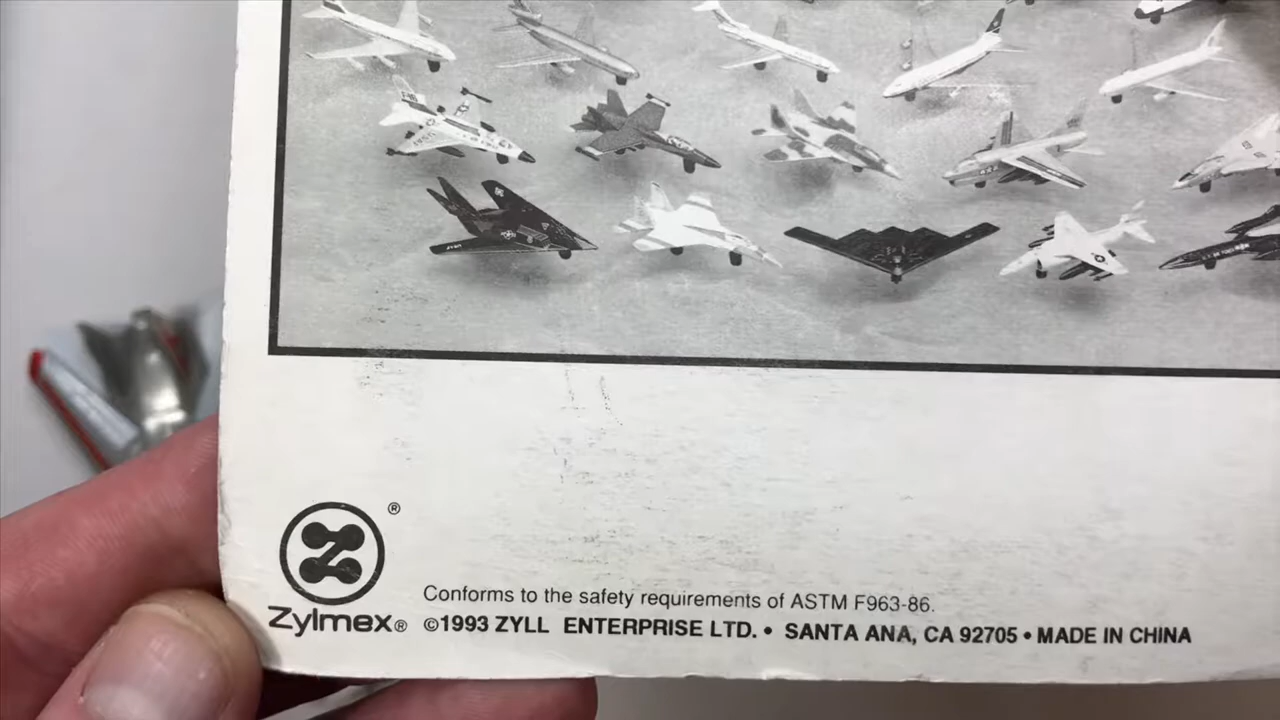 ®
Zylmex®
Conforms to the safety requirements of ASTM F963-86.
©1993 ZYLL ENTERPRISE LTD. • SANTA ANA, CA 92705 • MADE IN CHINA